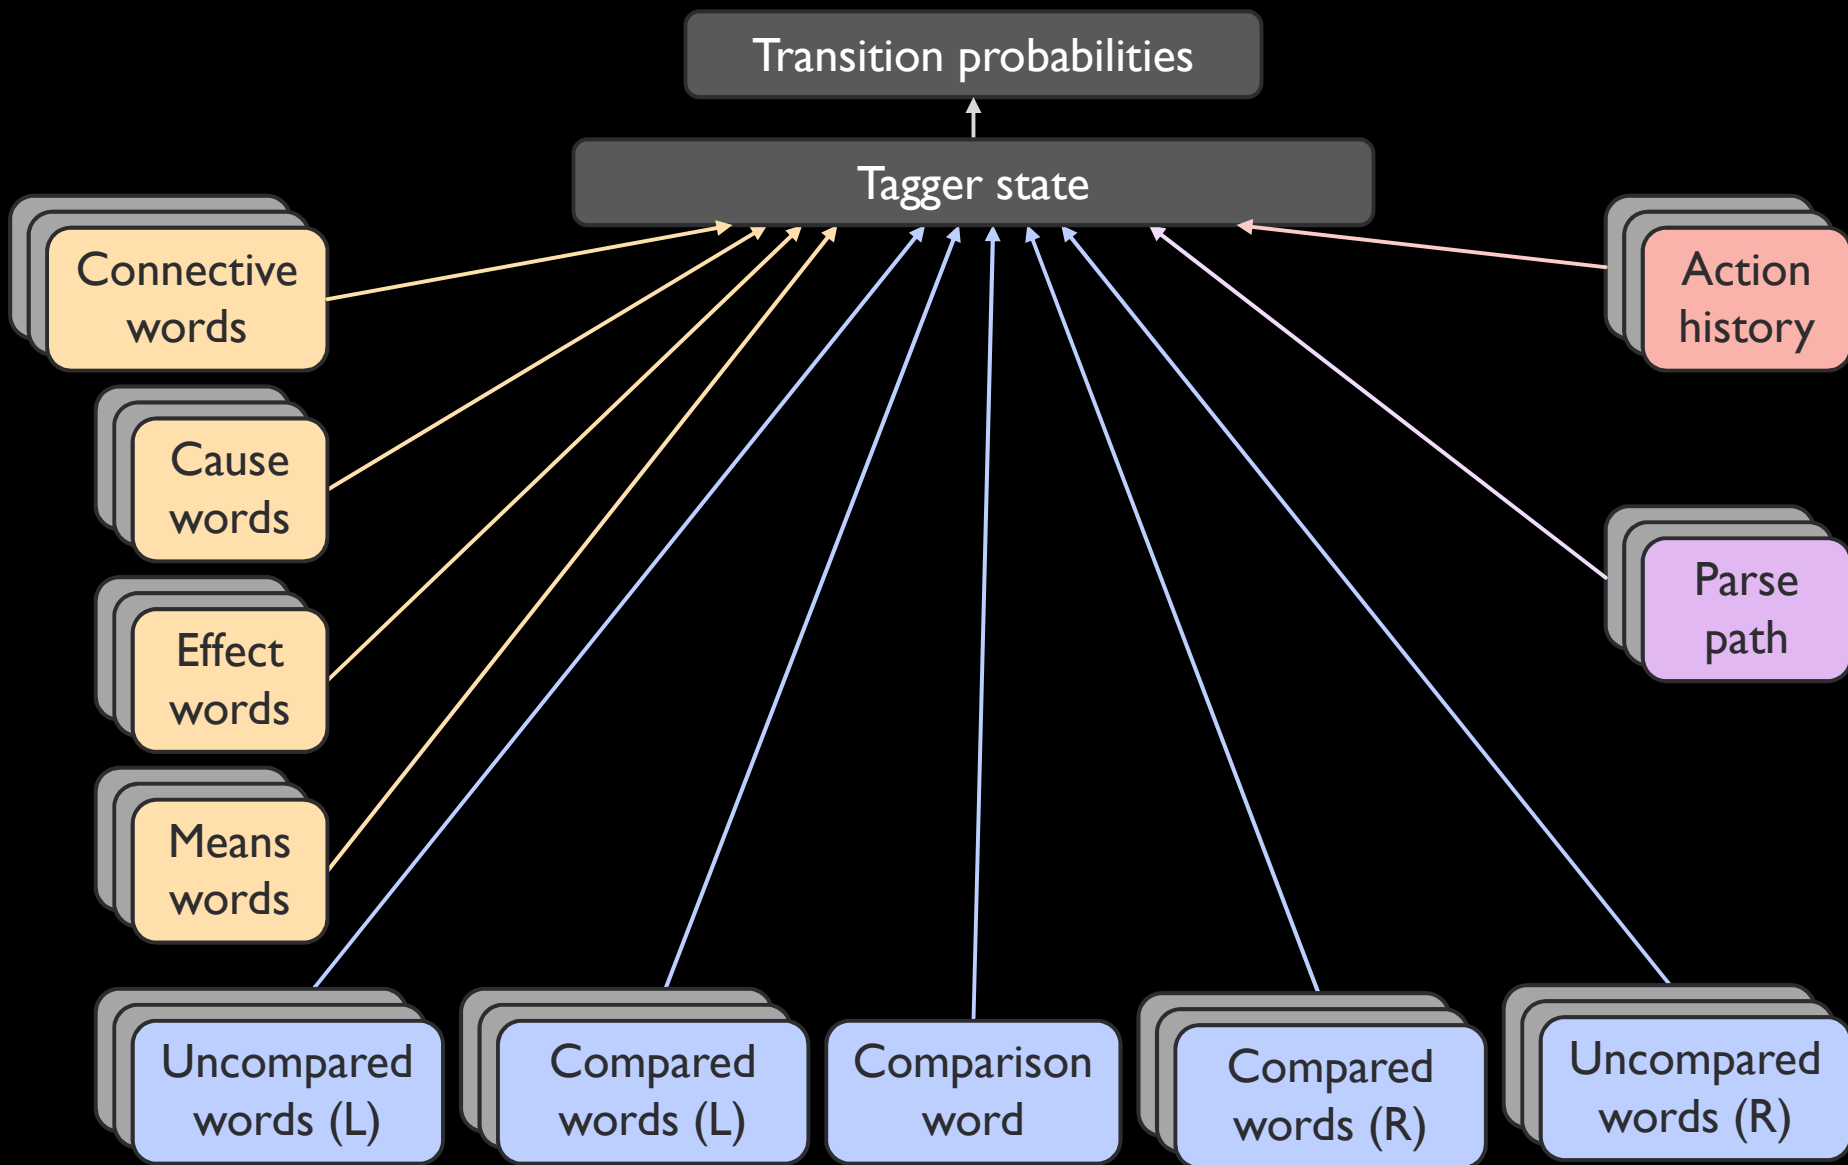 Transition probabilities
Tagger state
Connective
words
Cause
words
Effect
words
Means
words
Uncompared
words (L)
Compared
words (L)
Comparison
word
Compared
words (R)
Uncompared
words (R)
Parse
path
Action
history